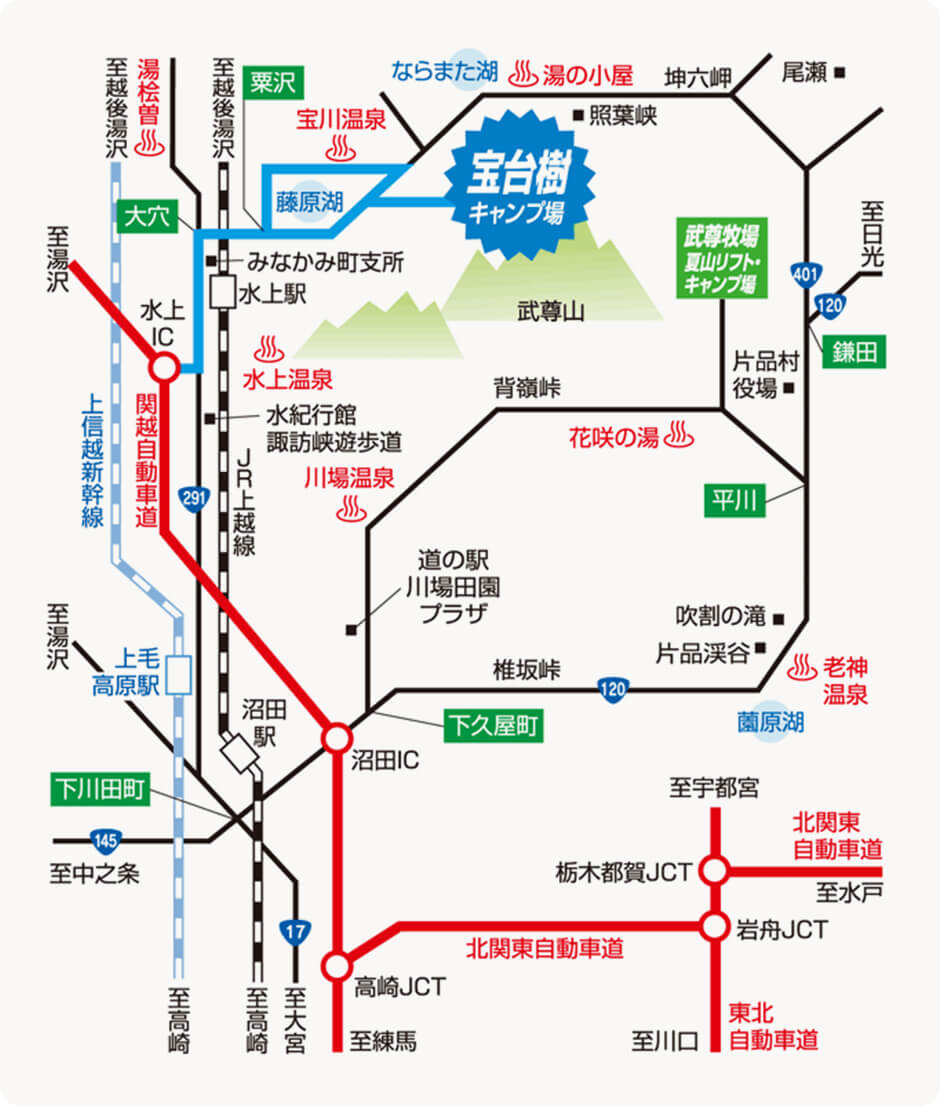 至越後湯沢
湯桧曽
至越後湯沢
粟沢
ならまた湖
湯の小屋
坤六岬
尾瀬
照葉峡
宝川温泉
宝台樹
キャンプ場
藤原湖
大穴
至湯沢
みなかみ町支所
水上駅
武尊牧場
夏山リフト・
キャンプ場
至日光
401
120
水上
IC
武尊山
鎌田
片品村
役場
水上温泉
背嶺峠
上信越新幹線
関越自動車道
水紀行館
諏訪峡遊歩道
花咲の湯
JR上越線
川場温泉
291
平川
道の駅
川場田園
プラザ
至湯沢
吹割の滝
片品渓谷
上毛
高原駅
椎坂峠
120
老神
温泉
沼田
駅
下久屋町
薗原湖
沼田IC
下川田町
145
至中之条
至宇都宮
北関東
自動車道
栃木都賀JCT
至水戸
17
岩舟JCT
北関東自動車道
高崎JCT
至高崎
至高崎
至大宮
至練馬
至川口
東北
自動車道